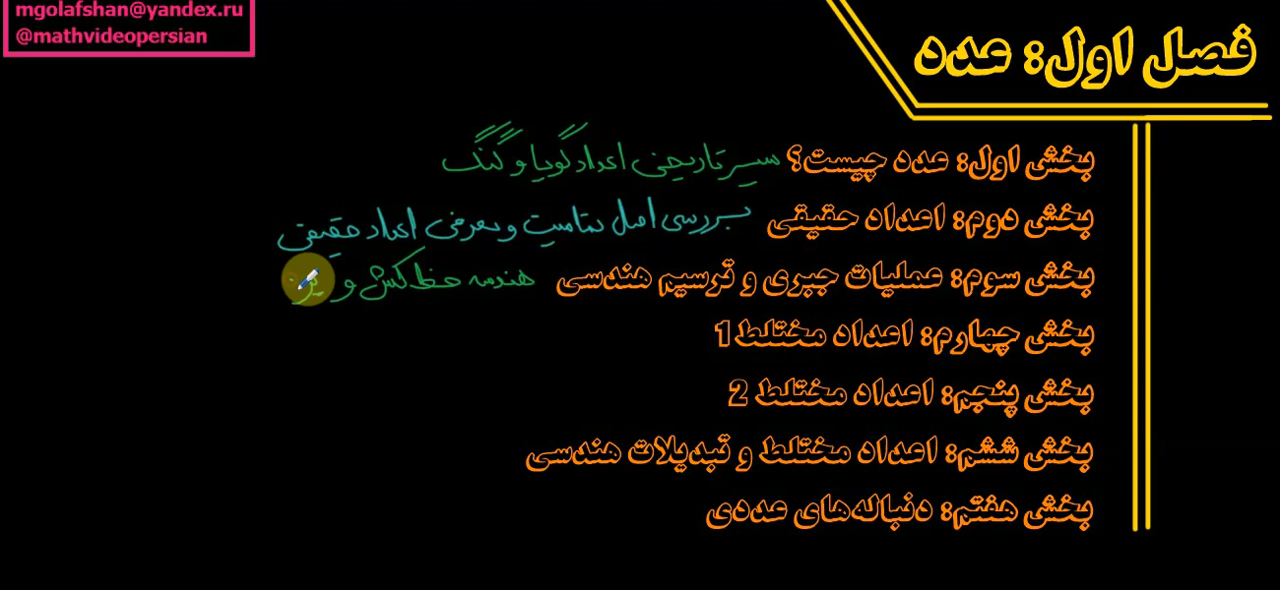 mgolafshan@yandex.ru
@mathvideopersian
فصل اول: عدد
بخش اول: عدد چیست؟ سیر تاریخی اعداد گویا و گنگ
بخش دوم: اعداد حقیقی بررسی اصل تمامیت و معرفی اعداد حقیقی
بخش سوم: عملیات جبری و ترسیم هندسی هندسه خط‌کش و
بخش چهارم: اعداد مختلط 1
بخش پنجم: اعداد مختلط 2
بخش ششم: اعداد مختلط و تبدیلات هندسی
بخش هفتم: دنباله‌های عددی